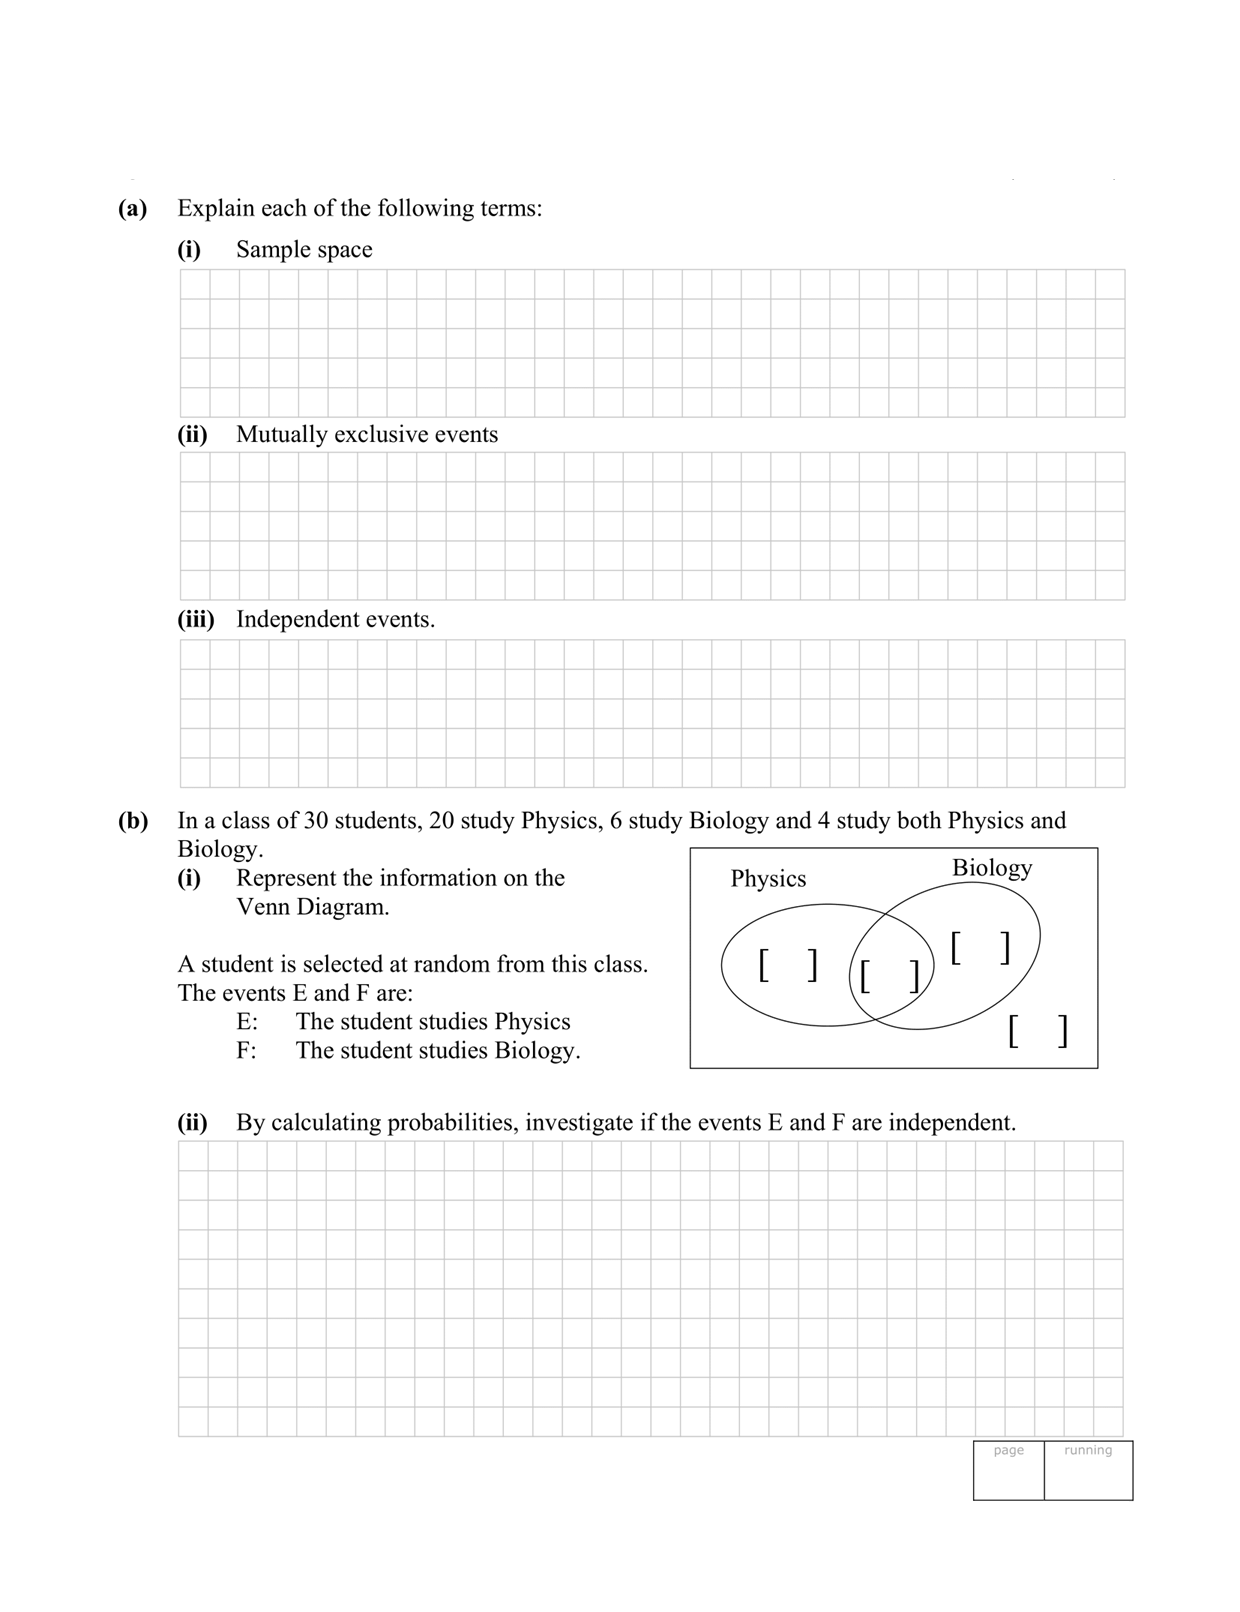 (a) Explain each of the following terms:
(i) Sample space
(ii) Mutually exclusive events
(iii) Independent events.
(b) In a class of 30 students, 20 study Physics, 6 study Biology and 4 study both Physics and
Biology.
(i) Represent the information on the
Venn Diagram.
A student is selected at random from this class.
The events E and F are:
E: The student studies Physics
F: The student studies Biology.
Physics
Biology
[ ]
[ ]
[ ]
[ ]
(ii) By calculating probabilities, investigate if the events E and F are independent.
page running